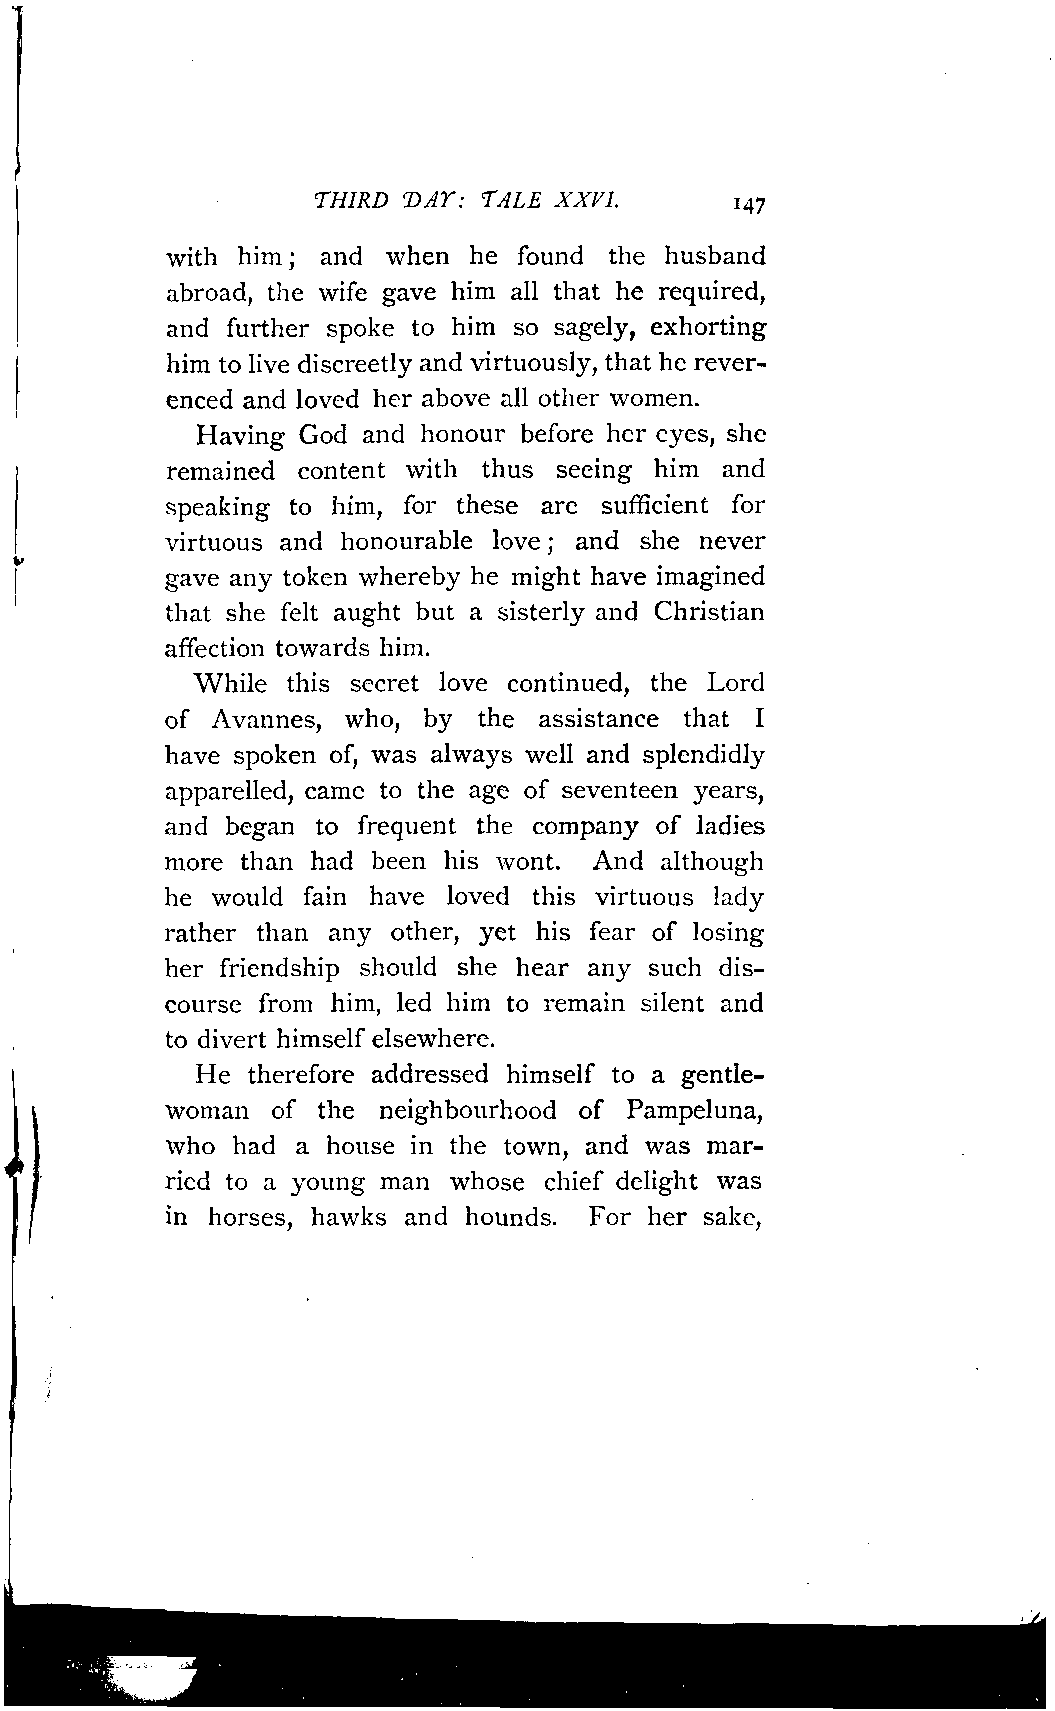 THIRD DAY: TALE XXVI. 147
with him; and when he found the husband
abroad, the wife gave him all that he required,
and further spoke to him so sagely, exhorting
him to live discreetly and virtuously, that he rever-
enced and loved her above all other women.
Having God and honour before her eyes, she
remained content with thus seeing him and
speaking to him, for these are sufficient for
virtuous and honourable love; and she never
gave any token whereby he might have imagined
that she felt aught but a sisterly and Christian
affection towards him.
While this secret love continued, the Lord
of Avannes, who, by the assistance that I
have spoken of, was always well and splendidly
apparelled, came to the age of seventeen years,
and began to frequent the company of ladies
more than had been his wont. And although
he would fain have loved this virtuous lady
rather than any other, yet his fear of losing
her friendship should she hear any such dis-
course from him, led him to remain silent and
to divert himself elsewhere.
He therefore addressed himself to a gentle-
woman of the neighbourhood of Pampeluna,
who had a house in the town, and was mar-
ried to a young man whose chief delight was
in horses, hawks and hounds. For her sake,